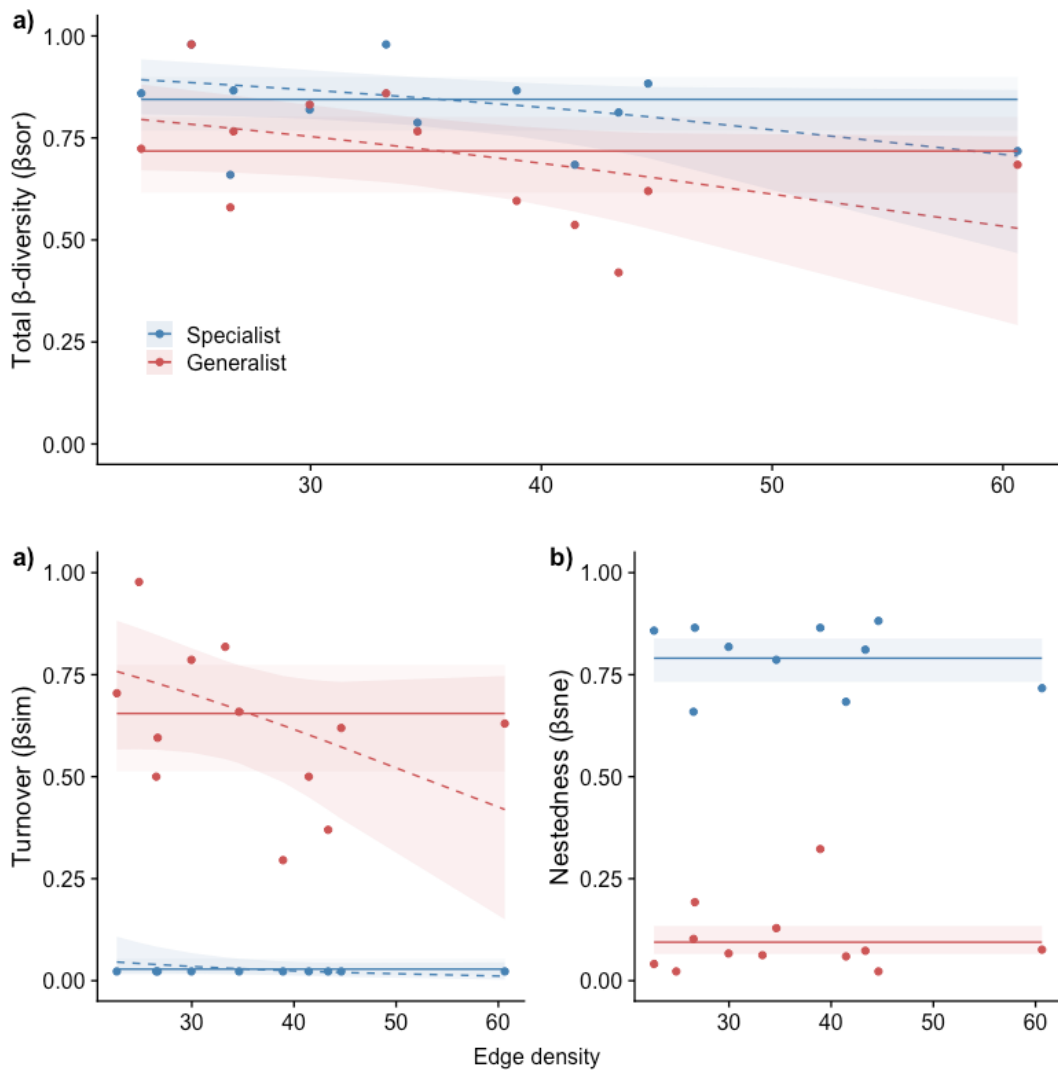 a)
Total β-diversity (βsor)
1.00
0.75
0.50
0.25
0.00
Specialist
Generalist
30 40 50 60
a)
Turnover (βsim)
1.00
0.75
0.50
0.25
0.00
30 40 50 60
b)
Nestedness (βsne)
1.00
0.75
0.50
0.25
0.00
30 40 50 60
Edge density